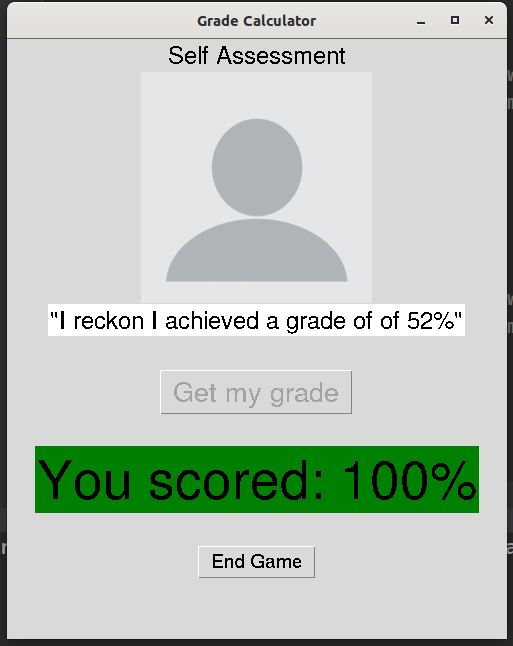 Grade Calculator
Self Assessment
"I reckon I achieved a grade of of 52%"
Get my grade
You scored: 100%
End Game